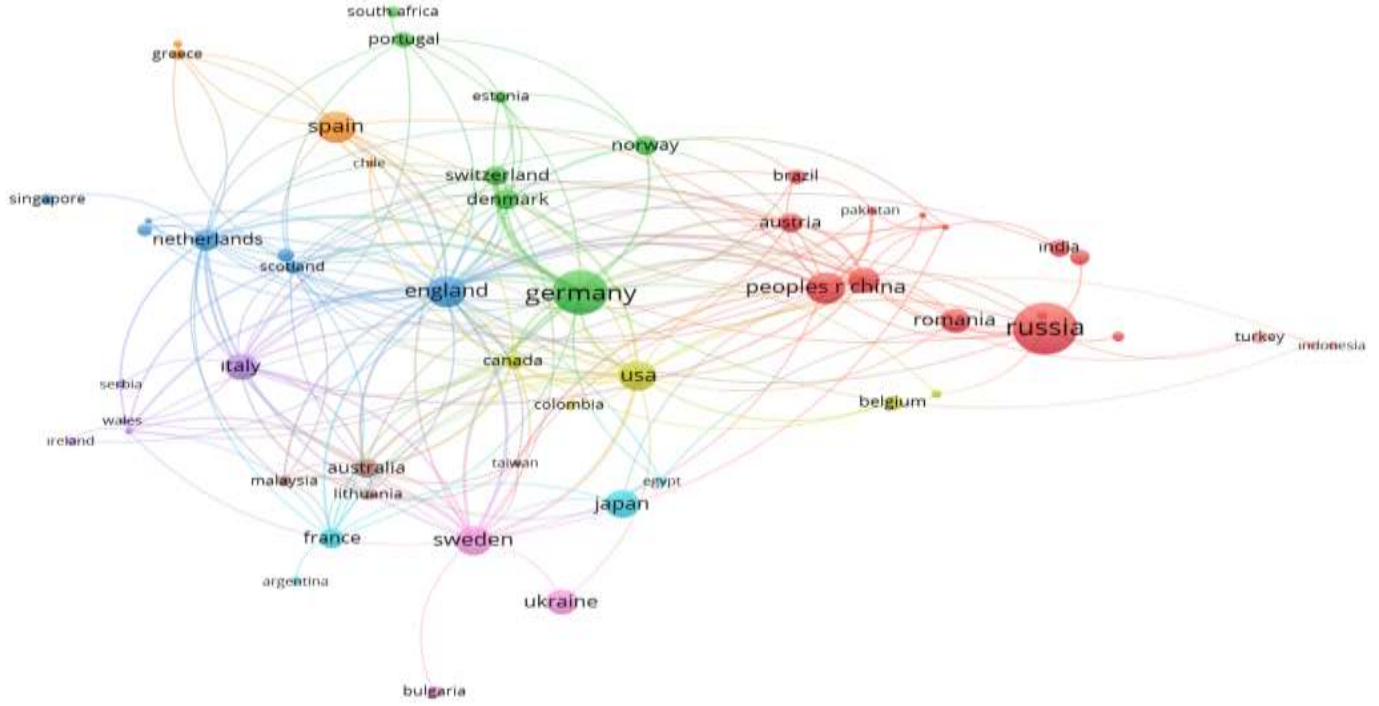 south africa
portugal
greece
estonia
spain
norway
chile
switzerland
brazil
denmark
singapore
pakistan
austria
netherlands
india
scotland
england
germany
peoples r china
romania
russia
turkey
indonesia
canada
italy
usa
serbia
colombia
belgium
wales
ireland
taiwan
australia
malaysia
egypt
lithuania
japan
france
sweden
argentina
ukraine
bulgaria